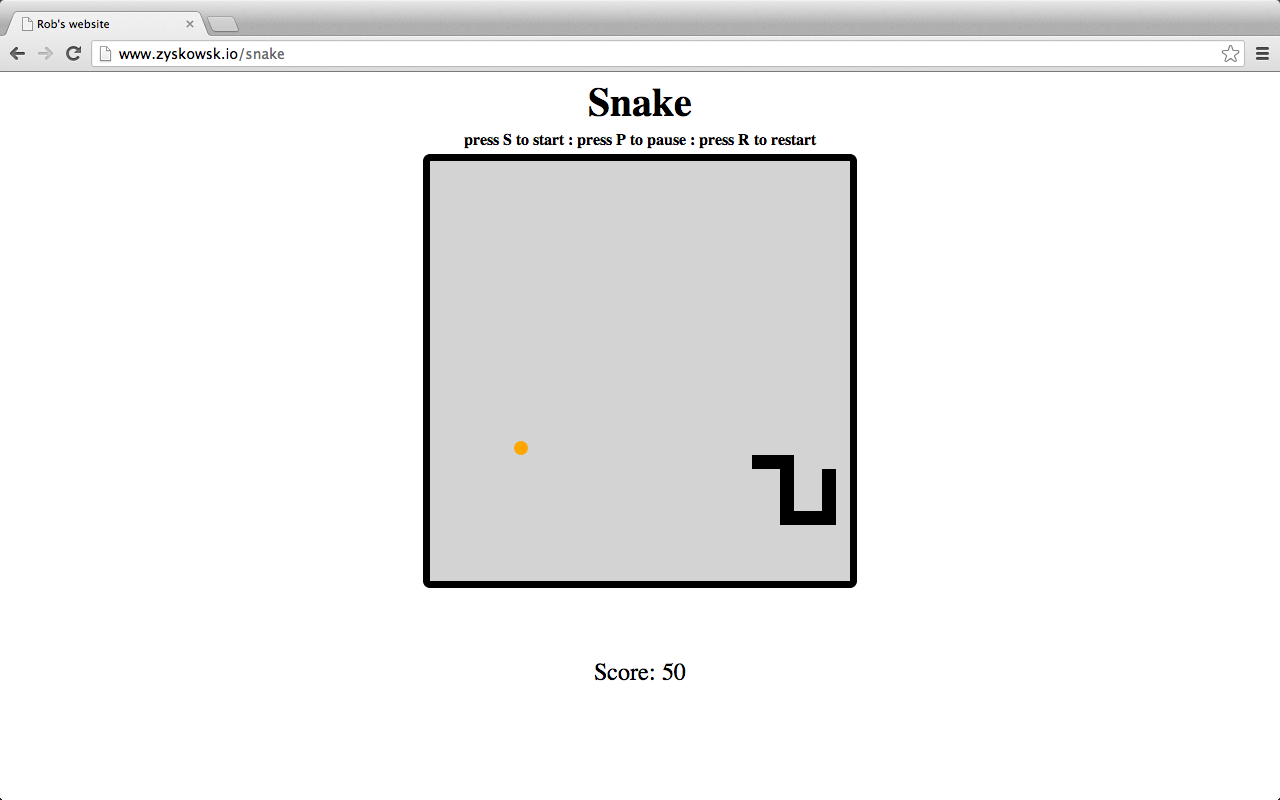 Rob's website
www.zyskowsk.io/snake
Snake
press S to start : press P to pause : press R to restart
Score: 50